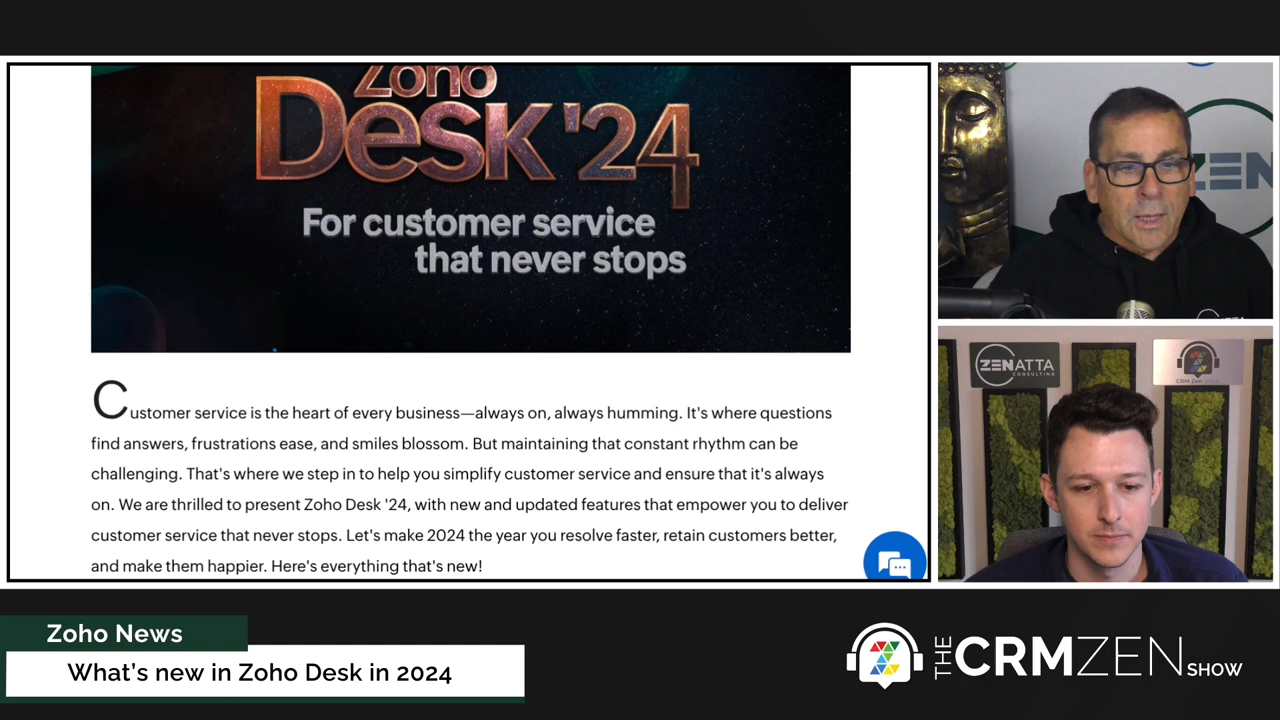 Zoho
Desk '24
For customer service
that never stops
Customer service is the heart of every business—always on, always humming. It's where questions
find answers, frustrations ease, and smiles blossom. But maintaining that constant rhythm can be
challenging. That's where we step in to help you simplify customer service and ensure that it's always
on. We are thrilled to present Zoho Desk '24, with new and updated features that empower you to deliver
customer service that never stops. Let's make 2024 the year you resolve faster, retain customers better,
and make them happier. Here's everything that's new!
ZEN
ZENATTA
CONSULTING
CRM Zen Show
Zoho News
What's new in Zoho Desk in 2024
THE CRMZEN SHOW